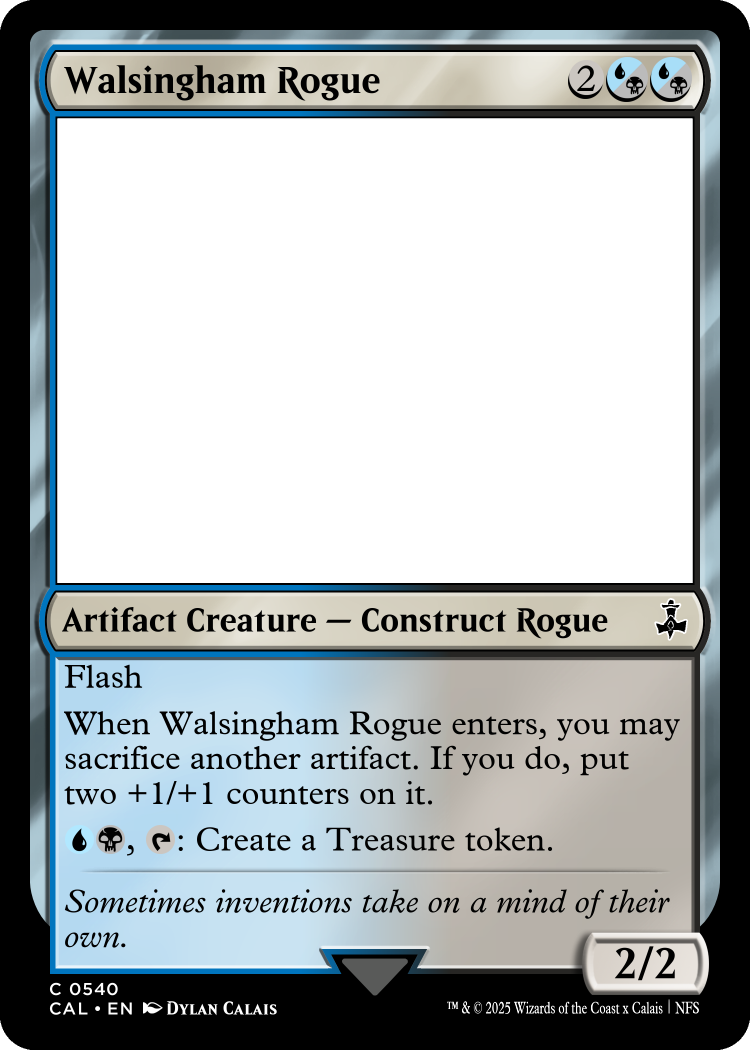 Walsingham Rogue 2
Artifact Creature — Construct Rogue
Flash
When Walsingham Rogue enters, you may
sacrifice another artifact. If you do, put
two +1/+1 counters on it.
, : Create a Treasure token.
Sometimes inventions take on a mind of their
own.
2/2
C 0540
CAL • EN DYLAN CALAIS
™ & © 2025 Wizards of the Coast x Calais | NFS